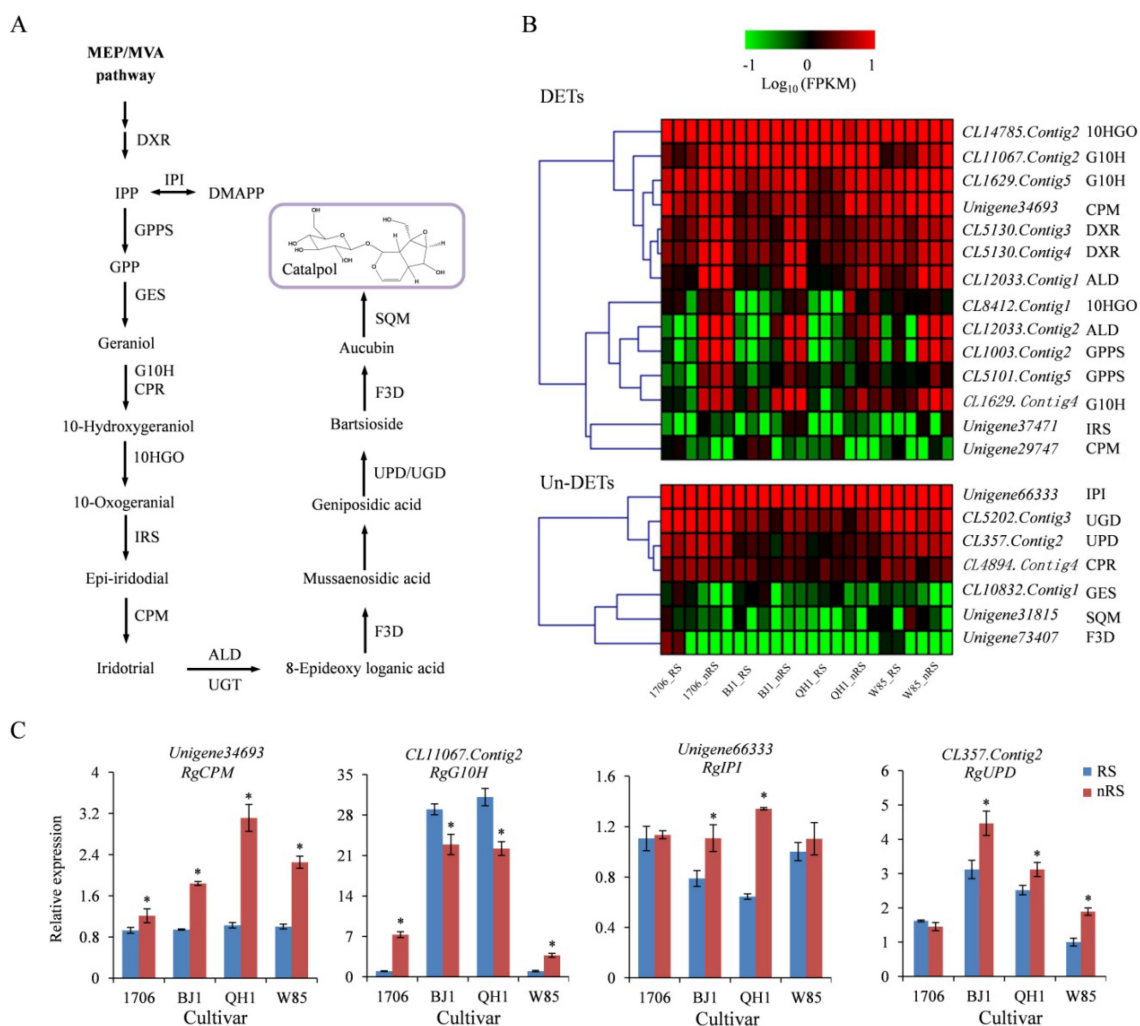 A
MEP/MVA
pathway
DXR
IPP
IPI
DMAPP
GPPS
GPP
GES
Geraniol
G10H
CPR
10-Hydroxygeraniol
10HGO
10-Oxogeranial
IRS
Epi-iridodial
CPM
Iridotrial
ALD
UGT
8-Epideoxy loganic acid
F3D
Mussaenosidic acid
Geniposidic acid
UPD/UGD
Bartsioside
F3D
Aucubin
SQM
Catalpol
OH
OH
HO
HO
OH
O
O
O
HO
O
H
H
OH
B
-1 0 1
Log10 (FPKM)
DETs
CL14785.Contig2 10HGO
CL11067.Contig2 G10H
CL1629.Contig5 G10H
Unigene34693 CPM
CL5130.Contig3 DXR
CL5130.Contig4 DXR
CL12033.Contig1 ALD
CL8412.Contig1 10HGO
CL12033.Contig2 ALD
CL1003.Contig2 GPPS
CL5101.Contig5 GPPS
CL1629.Contig4 G10H
Unigene37471 IRS
Unigene29747 CPM
Un-DETs
Unigene66333 IPI
CL5202.Contig3 UGD
CL357.Contig2 UPD
CL4894.Contig4 CPR
CL10832.Contig1 GES
Unigene31815 SQM
Unigene73407 F3D
1706_RS
1706_nRS
BJ1_RS
BJ1_nRS
QH1_RS
QH1_nRS
W85_RS
W85_nRS
C
Relative expression
Unigene34693
RgCPM
4
3.2
2.4
1.6
0.8
0
* * * *
1706 BJ1 QH1 W85
Cultivar
CL11067.Contig2
RgG10H
35
28
21
14
7
0
* * * *
1706 BJ1 QH1 W85
Cultivar
Unigene66333
RgIPI
1.6
1.2
0.8
0.4
0
* *
1706 BJ1 QH1 W85
Cultivar
CL357.Contig2
RgUPD
6
5
4
3
2
1
0
* * *
1706 BJ1 QH1 W85
Cultivar
RS
nRS